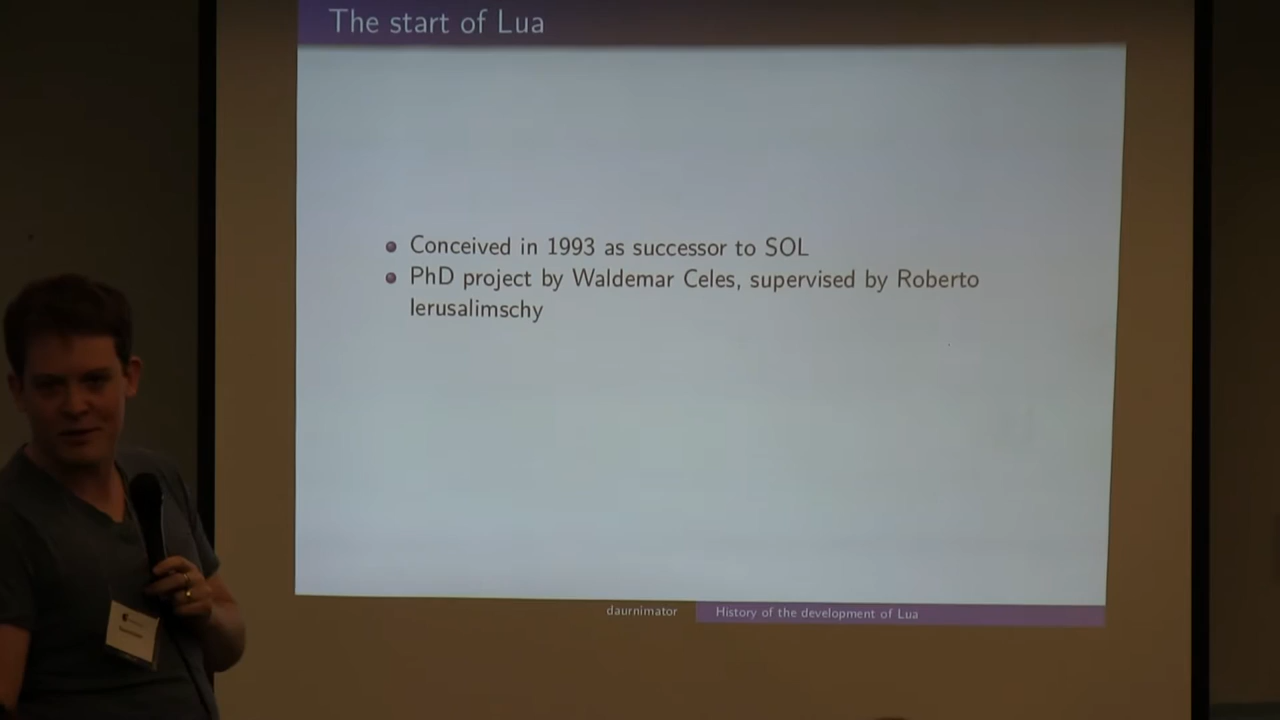 The start of Lua
Conceived in 1993 as successor to SOL
PhD project by Waldemar Celes, supervised by Roberto
Ierusalimschy
daurnimator
History of the development of Lua